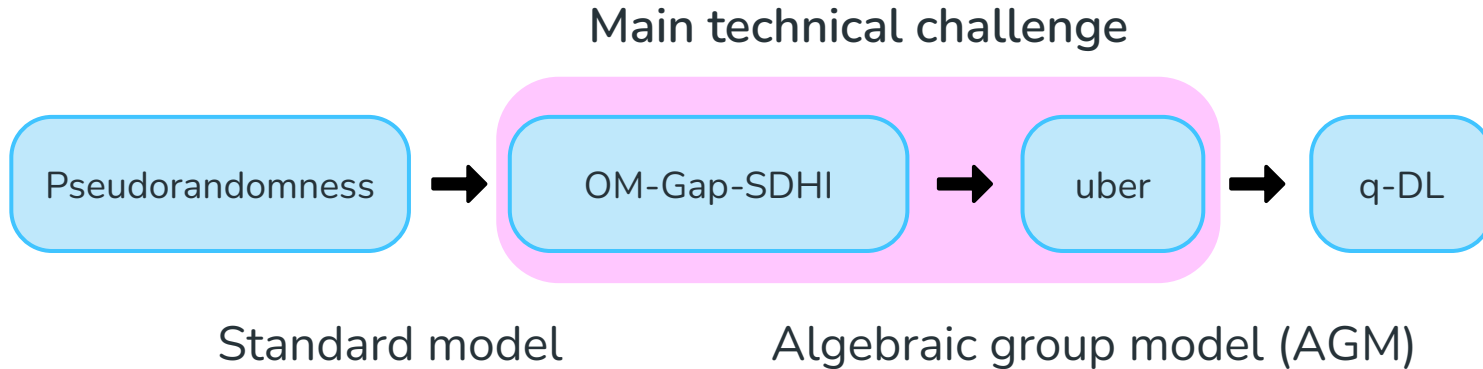 Main technical challenge
Pseudorandomness
OM-Gap-SDHI
uber
q-DL
Standard model
Algebraic group model (AGM)